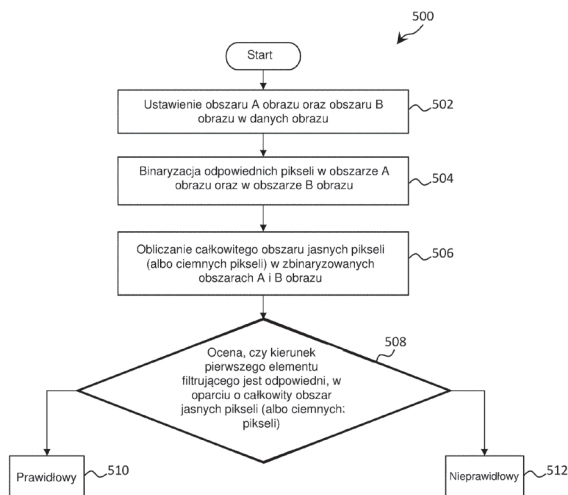 500
Start
Ustawienie obszaru A obrazu oraz obszaru B
obrazu w danych obrazu
502
Binaryzacja odpowiednich pikseli w obszarze A
obrazu oraz w obszarze B obrazu
504
Obliczanie całkowitego obszaru jasnych pikseli
(albo ciemnych pikseli) w zbinaryzowanych
obszarach A i B obrazu
506
508
Ocena, czy kierunek
pierwszego elementu
filtrującego jest odpowiedni, w
oparciu o całkowity obszar
jasnych pikseli (albo ciemnych
pikseli)
Prawidłowy
510
Nieprawidłowy
512